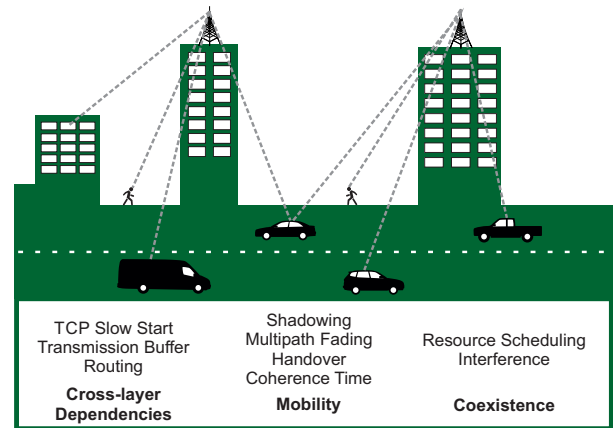 TCP Slow Start
Transmission Buffer
Routing
Cross-layer
Dependencies
Shadowing
Multipath Fading
Handover
Coherence Time
Mobility
Resource Scheduling
Interference
Coexistence